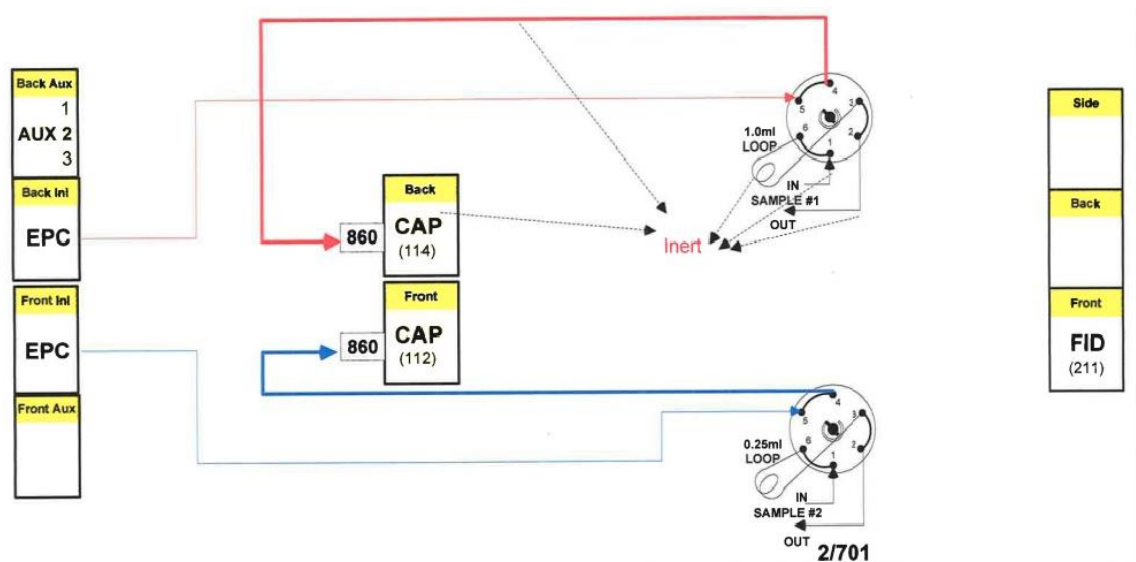 Back Aux
1
AUX 2
3
Back Inl
EPC
Front Inl
EPC
Front Aux
Back
860
CAP
(114)
Front
860
CAP
(112)
Inert
4
5
3
6
2
1
1.0ml
LOOP
IN
SAMPLE #1
OUT
4
5
3
6
2
1
0.25ml
LOOP
IN
SAMPLE #2
OUT
2/701
Side
Back
Front
FID
(211)